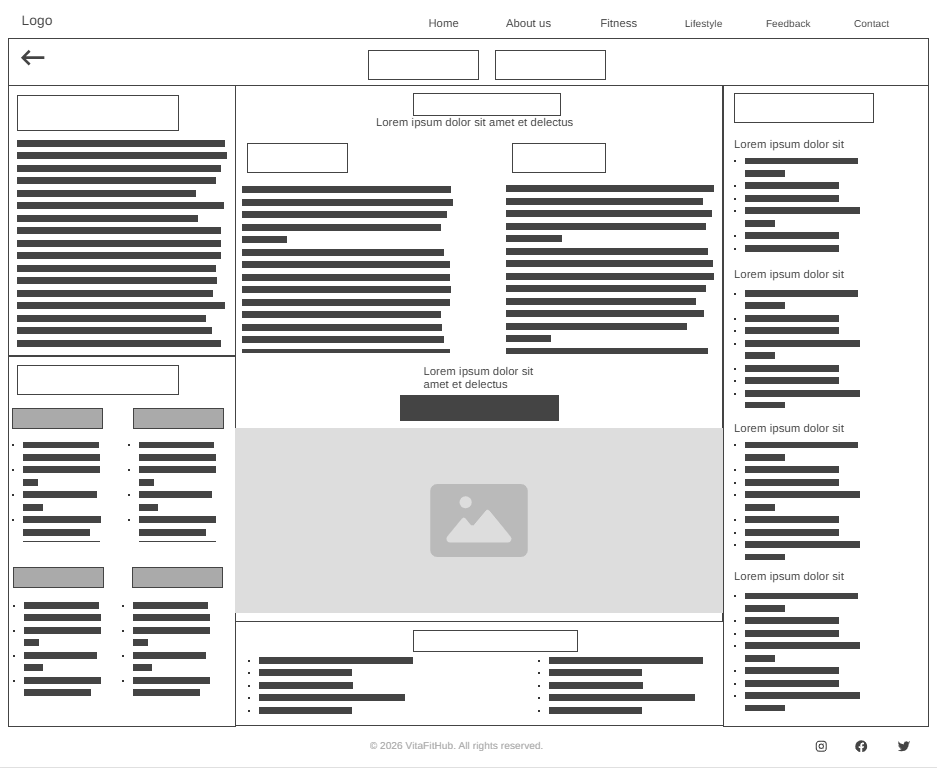 Logo
Home
About us
Fitness
Lifestyle
Feedback
Contact
Lorem ipsum dolor sit amet et delectus
Lorem ipsum dolor sit
Lorem ipsum dolor sit
Lorem ipsum dolor sit
amet et delectus
Lorem ipsum dolor sit
Lorem ipsum dolor sit
© 2026 VitaFitHub. All rights reserved.